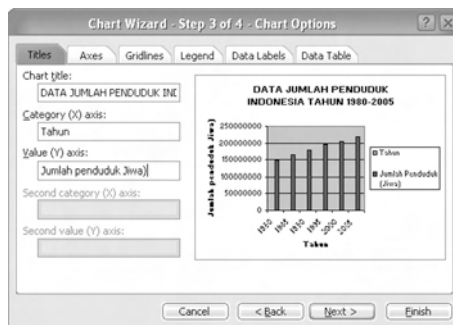 Chart Wizard - Step 3 of 4 - Chart Options
Titles
Axes
Gridlines
Legend
Data Labels
Data Table
Chart title:
DATA JUMLAH PENDUDUK INC
Category (X) axis:
Tahun
Value (Y) axis:
Jumlah penduduk Jiwa)
Second category (X) axis:
Second value (Y) axis:
DATA JUMLAH PENDUDUK
INDONESIA TAHUN 1980-2005
Jumlah penduduk Jiwa)
250000000
200000000
150000000
100000000
50000000
0
1980
1985
1990
1995
2000
2005
Tahun
Tahun
Jumlah Penduduk
(Jiwa)
Cancel
< Back
Next >
Finish